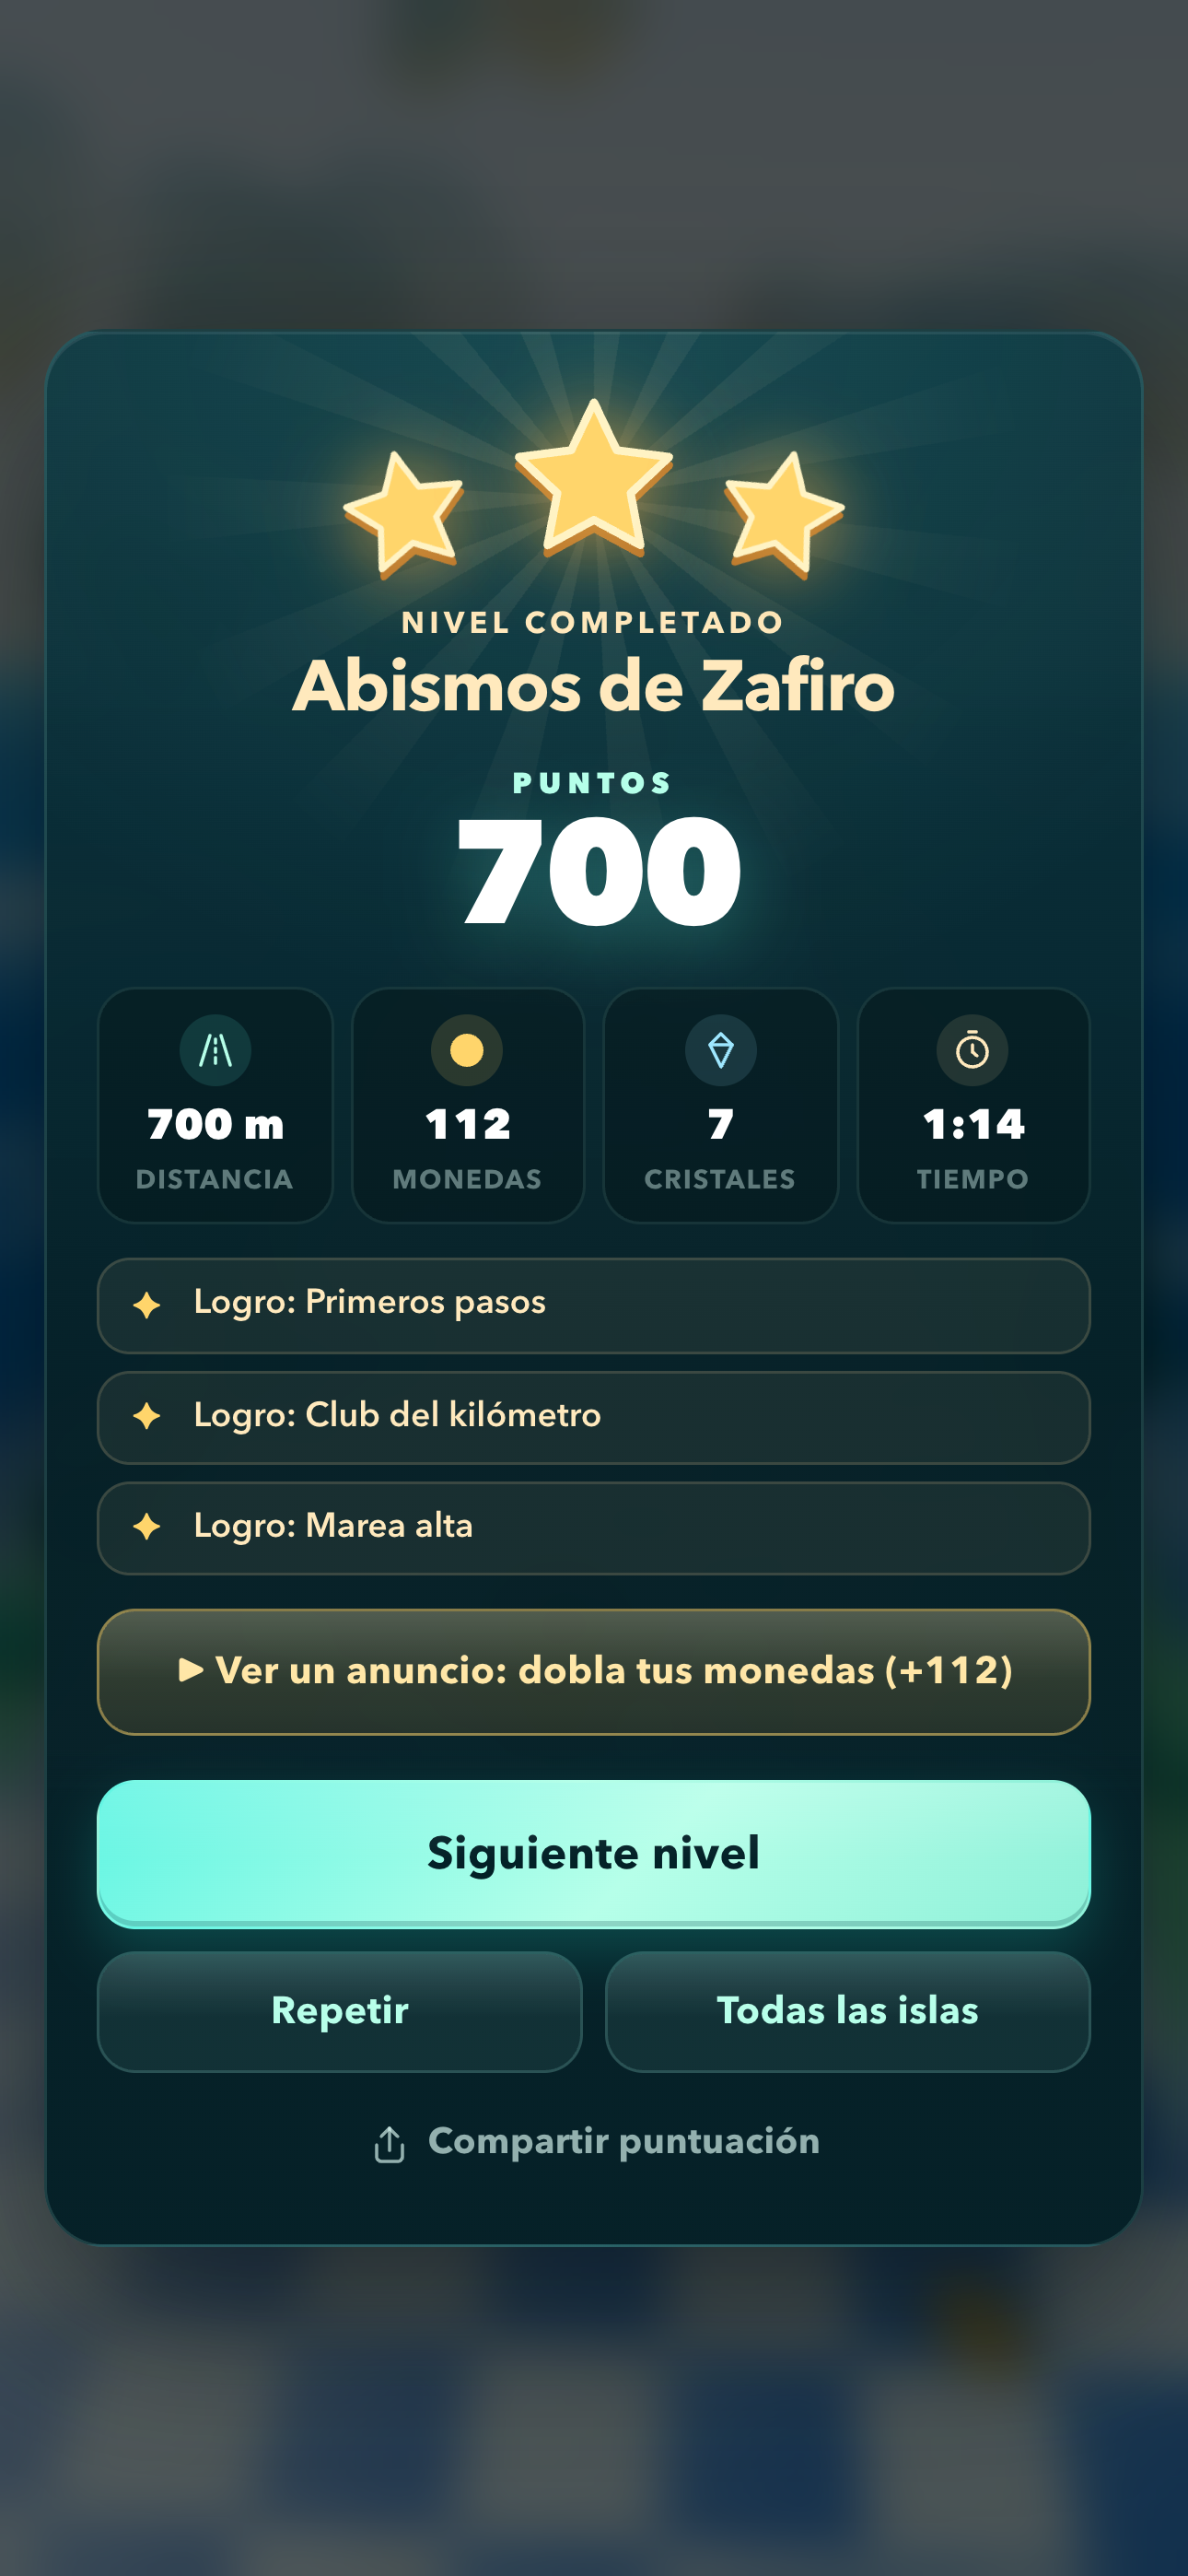 NIVEL COMPLETADO
Abismos de Zafiro
PUNTOS
700
700 m
DISTANCIA
112
MONEDAS
7
CRISTALES
1:14
TIEMPO
Logro: Primeros pasos
Logro: Club del kilómetro
Logro: Marea alta
Ver un anuncio: dobla tus monedas (+112)
Siguiente nivel
Repetir
Todas las islas
Compartir puntuación